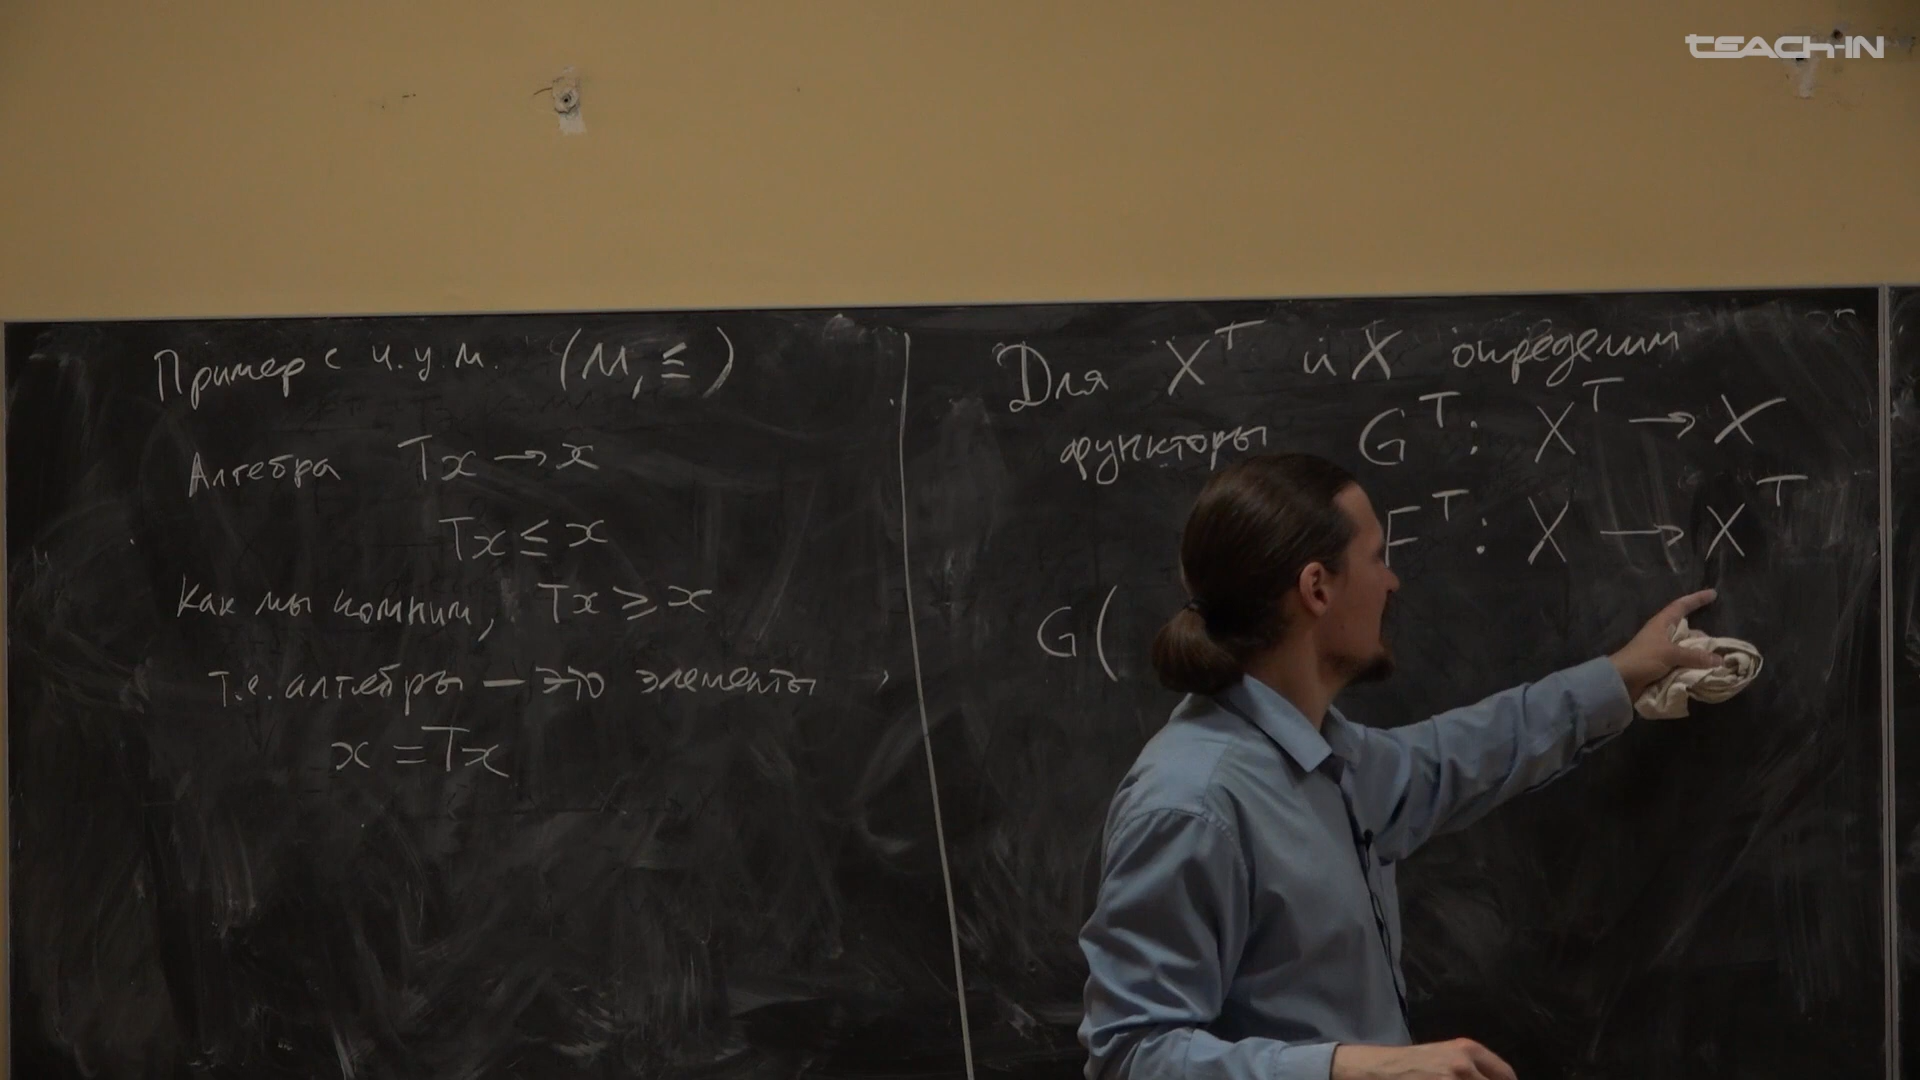 Пример с ч.у.м. (M, ≤)
Алгебра Tx → x
Tx ≤ x
Как мы помним, Tx ≥ x
т.е. алгебры — это элементы
x = Tx
Для X^T и X определим
функторы G^T: X^T → X
F^T: X → X^T
G(
TEACH-IN